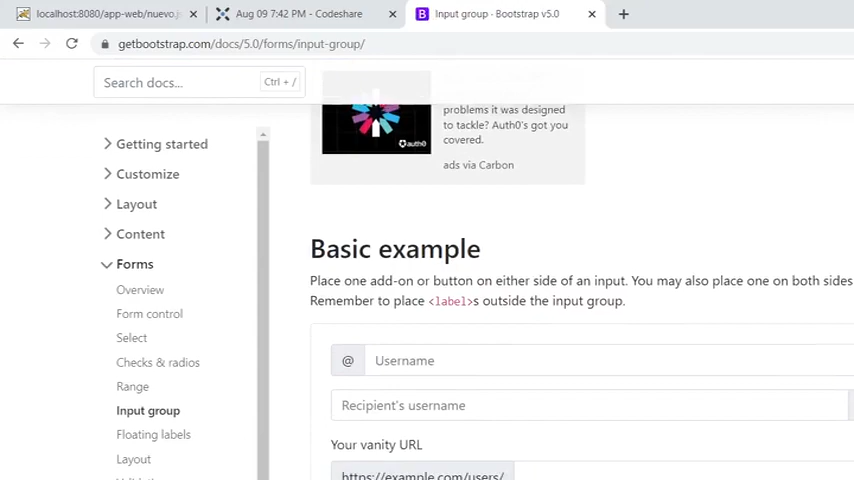 localhost:8080/app-web/nuevo.j
Aug 09 7:42 PM - Codeshare
Input group · Bootstrap v5.0
getbootstrap.com/docs/5.0/forms/input-group/
Search docs...
Ctrl + /
problems it was designed
to tackle? Auth0's got you
covered.
auth0
ads via Carbon
Getting started
Customize
Layout
Content
Forms
Overview
Form control
Select
Checks & radios
Range
Input group
Floating labels
Layout
Basic example
Place one add-on or button on either side of an input. You may also place one on both sides
Remember to place <label>s outside the input group.
@ Username
Recipient's username
Your vanity URL
https://example.com/users/